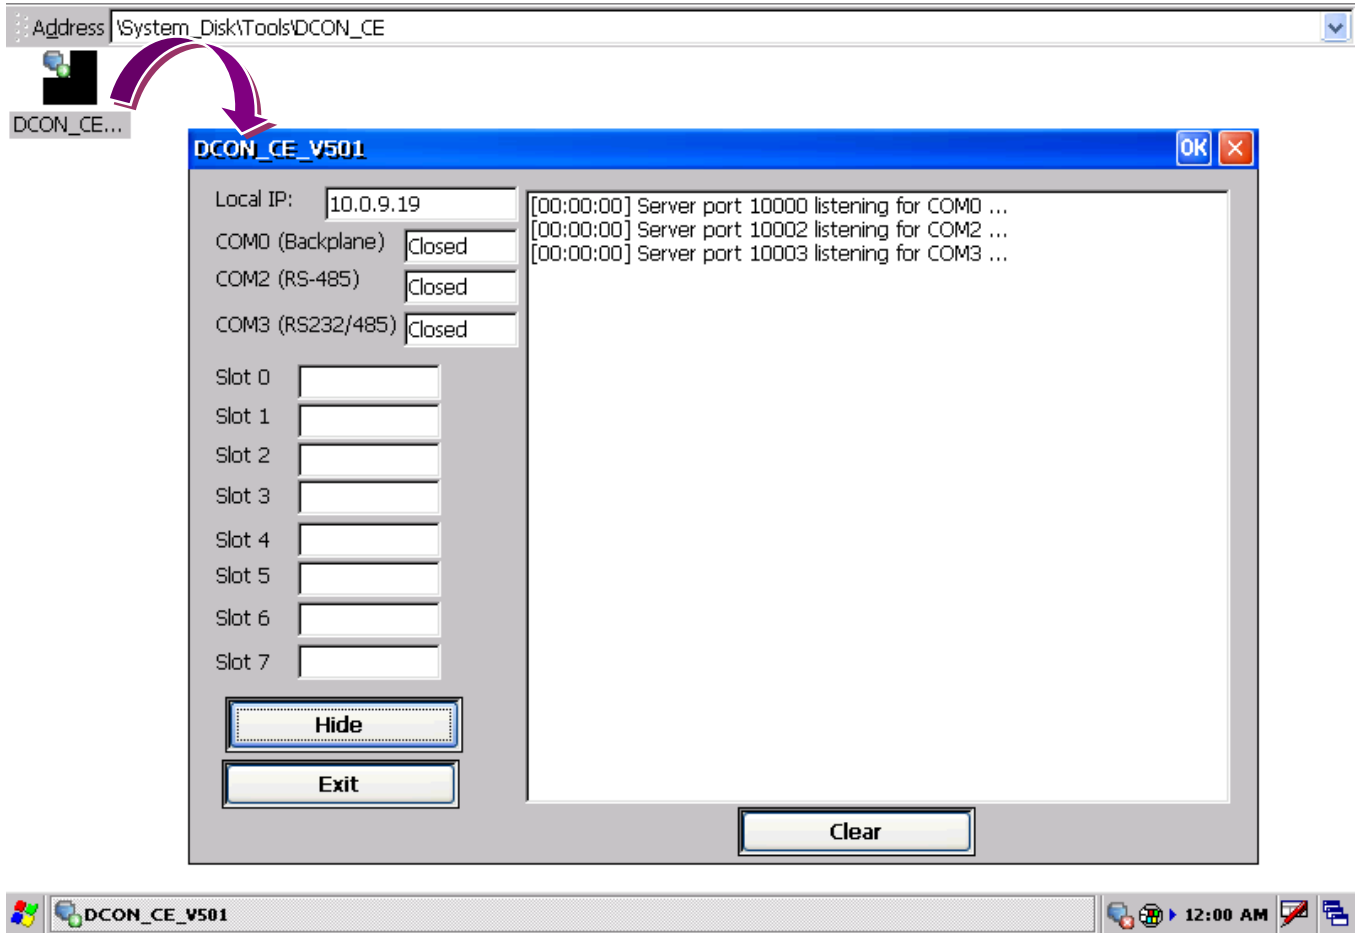 Address \System_Disk\Tools\DCON_CE
DCON_CE...
DCON_CE_V501
OK
Local IP: 10.0.9.19
COM0 (Backplane) Closed
COM2 (RS-485) Closed
COM3 (RS232/485) Closed
[00:00:00] Server port 10000 listening for COM0 ...
[00:00:00] Server port 10002 listening for COM2 ...
[00:00:00] Server port 10003 listening for COM3 ...
Slot 0
Slot 1
Slot 2
Slot 3
Slot 4
Slot 5
Slot 6
Slot 7
Hide
Exit
Clear
DCON_CE_V501
12:00 AM